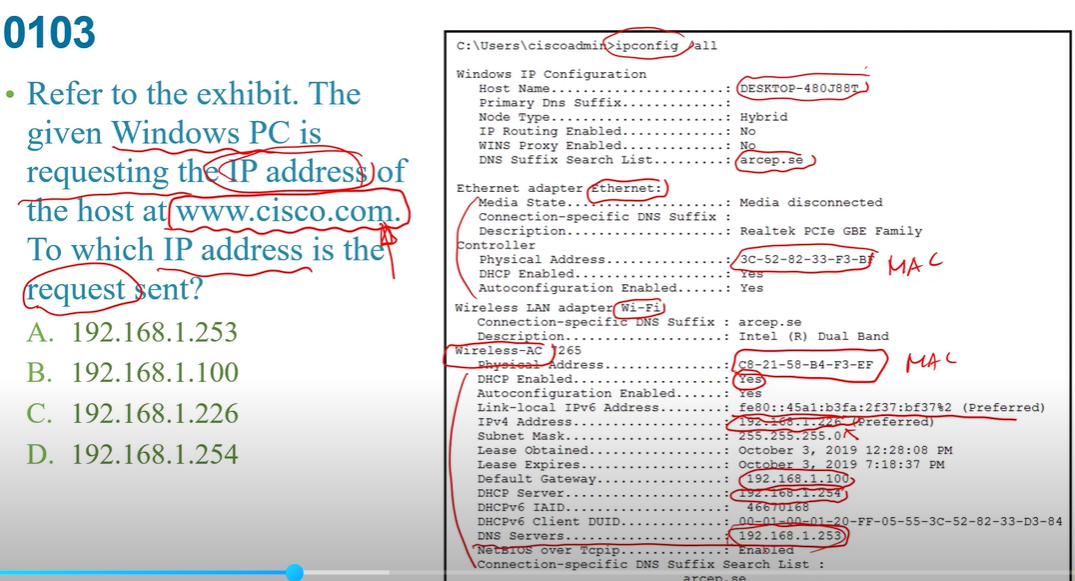 0103
• Refer to the exhibit. The
given Windows PC is
requesting the IP address of
the host at www.cisco.com.
To which IP address is the
request sent?
A. 192.168.1.253
B. 192.168.1.100
C. 192.168.1.226
D. 192.168.1.254
C:\Users\ciscoadmin>ipconfig /all
Windows IP Configuration
Host Name......................: DESKTOP-480J88T
Primary Dns Suffix.............:
Node Type......................: Hybrid
IP Routing Enabled.............: No
WINS Proxy Enabled.............: No
DNS Suffix Search List.........: arcep.se
Ethernet adapter Ethernet:
Media State....................: Media disconnected
Connection-specific DNS Suffix :
Description....................: Realtek PCIe GBE Family
Controller
Physical Address...............: 3C-52-82-33-F3-BF MAC
DHCP Enabled...................: Yes
Autoconfiguration Enabled......: Yes
Wireless LAN adapter Wi-Fi:
Connection-specific DNS Suffix : arcep.se
Description....................: Intel (R) Dual Band
Wireless-AC 7265
Physical Address...............: C8-21-58-B4-F3-EF MAC
DHCP Enabled...................: Yes
Autoconfiguration Enabled......: Yes
Link-local IPv6 Address........: fe80::45a1:b3fa:2f37:bf37%2 (Preferred)
IPv4 Address...................: 192.168.1.226 (Preferred)
Subnet Mask....................: 255.255.255.0
Lease Obtained.................: October 3, 2019 12:28:08 PM
Lease Expires..................: October 3, 2019 7:18:37 PM
Default Gateway................: 192.168.1.100
DHCP Server....................: 192.168.1.254
DHCPv6 IAID....................: 46670168
DHCPv6 Client DUID.............: 00-01-00-01-20-FF-05-55-3C-52-82-33-D3-84
DNS Servers....................: 192.168.1.253
NetBIOS over Tcpip.............: Enabled
Connection-specific DNS Suffix Search List :
arcep.se